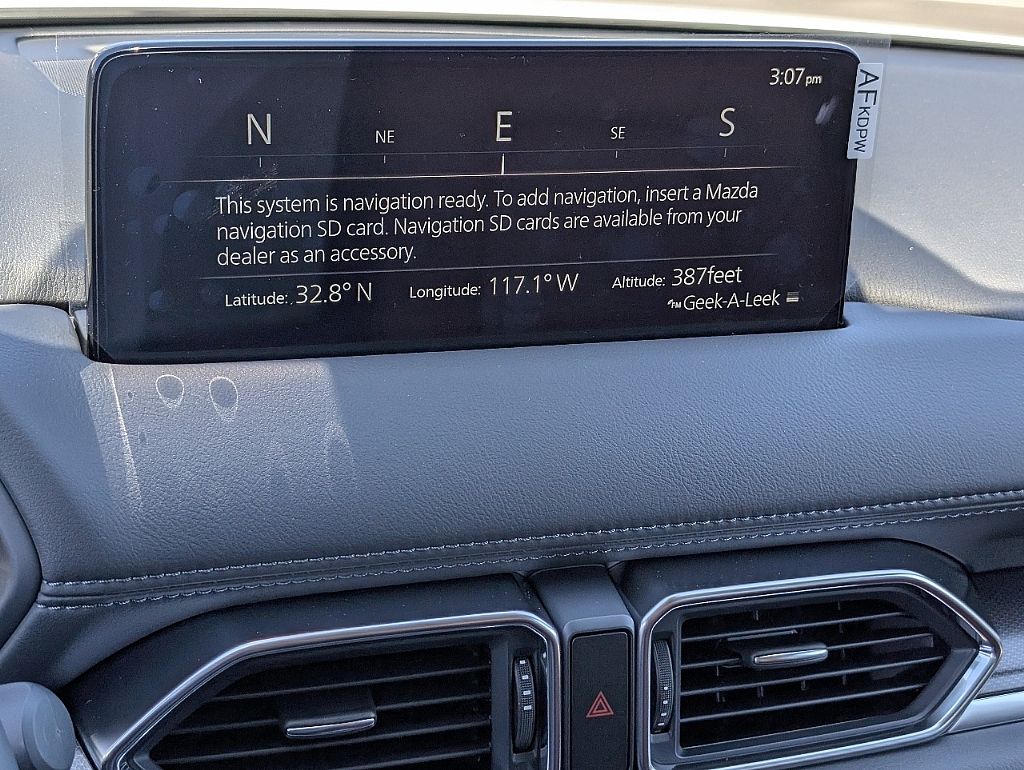 3:07pm
N NE E SE S
This system is navigation ready. To add navigation, insert a Mazda
navigation SD card. Navigation SD cards are available from your
dealer as an accessory.
Latitude: 32.8° N Longitude: 117.1° W Altitude: 387feet
FM Geek-A-Leek
AF KDPW